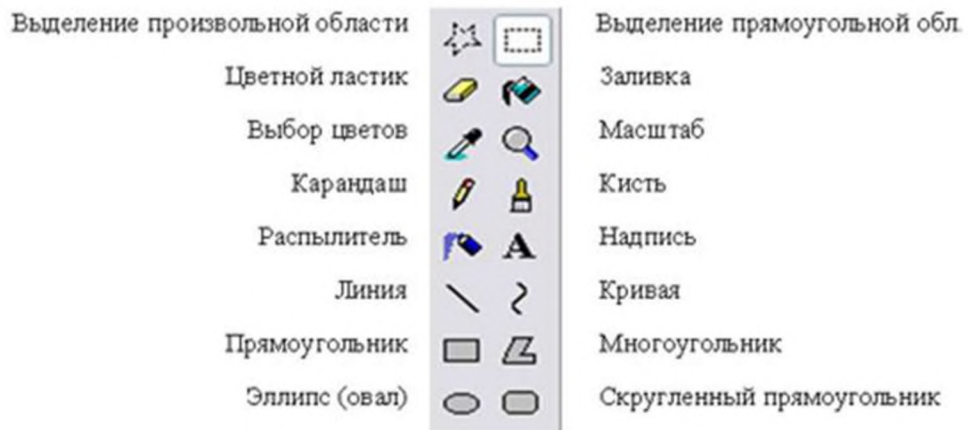 Выделение произвольной области Выделение прямоугольной обл.
Цветной ластик Заливка
Выбор цветов Масштаб
Карандаш Кисть
Распылитель A Надпись
Линия Кривая
Прямоугольник Многоугольник
Эллипс (овал) Скругленный прямоугольник